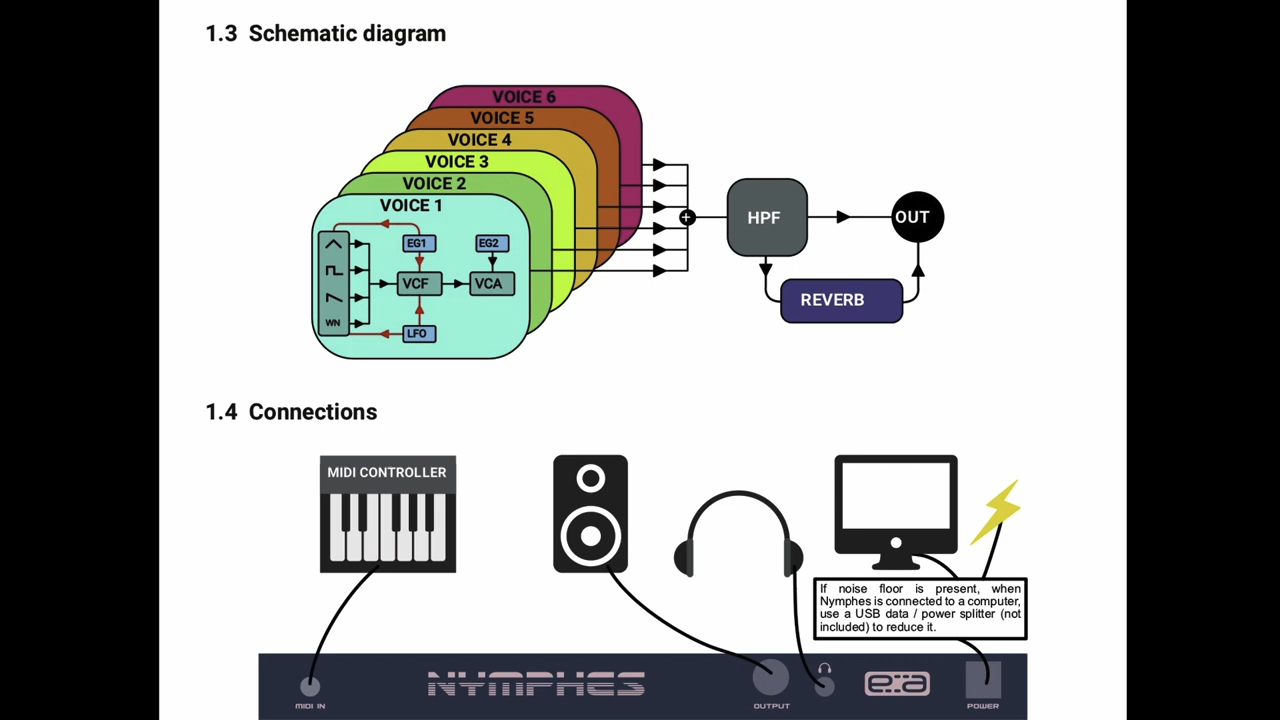 1.3 Schematic diagram
VOICE 6
VOICE 5
VOICE 4
VOICE 3
VOICE 2
VOICE 1
EG1
EG2
VCF
VCA
WN
LFO
+
HPF
OUT
REVERB
1.4 Connections
MIDI CONTROLLER
If noise floor is present, when
Nymphes is connected to a computer,
use a USB data / power splitter (not
included) to reduce it.
NYMPHES
e:a
MIDI IN
OUTPUT
POWER